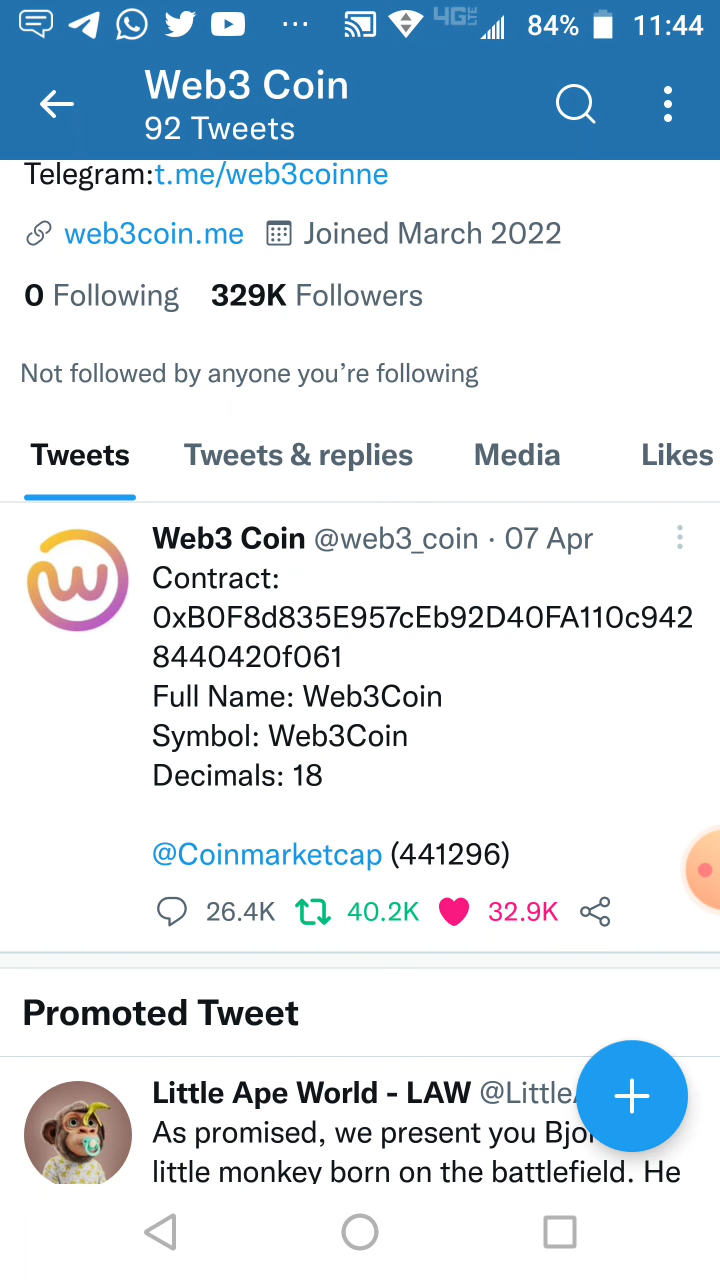 4GLTE 84% 11:44
Web3 Coin
92 Tweets
Telegram:t.me/web3coinne
web3coin.me Joined March 2022
0 Following 329K Followers
Not followed by anyone you’re following
Tweets Tweets & replies Media Likes
Web3 Coin @web3_coin · 07 Apr
Contract:
0xB0F8d835E957cEb92D40FA110c942
8440420f061
Full Name: Web3Coin
Symbol: Web3Coin
Decimals: 18
@Coinmarketcap (441296)
26.4K 40.2K 32.9K
Promoted Tweet
Little Ape World - LAW @Little
As promised, we present you Bjo
little monkey born on the battlefield. He